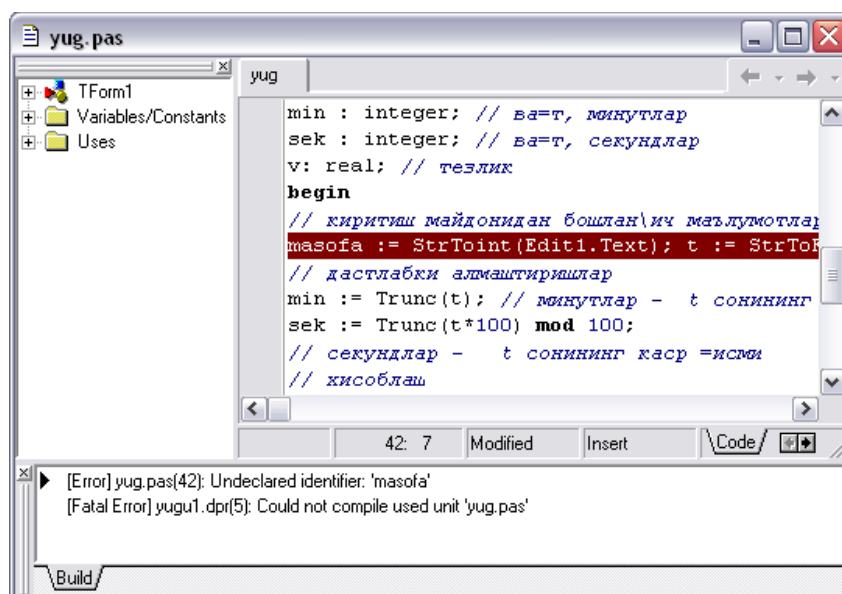 yug.pas
TForm1
Variables/Constants
Uses
yug
min : integer; // ва=т, минутлар
sek : integer; // ва=т, секундлар
v: real; // тезлик
begin
// киритиш майдонидан бошлан\ич маълумотлар
masofa := StrToint(Edit1.Text); t := StrToF
// дастлабки алмаштиришлар
min := Trunc(t); // минутлар - t сонининг
sek := Trunc(t*100) mod 100;
// секундлар - t сонининг каср =исми
// хисоблаш
42: 7
Modified
Insert
Code
[Error] yug.pas(42): Undeclared identifier: 'masofa'
[Fatal Error] yugu1.dpr(5): Could not compile used unit 'yug.pas'
Build